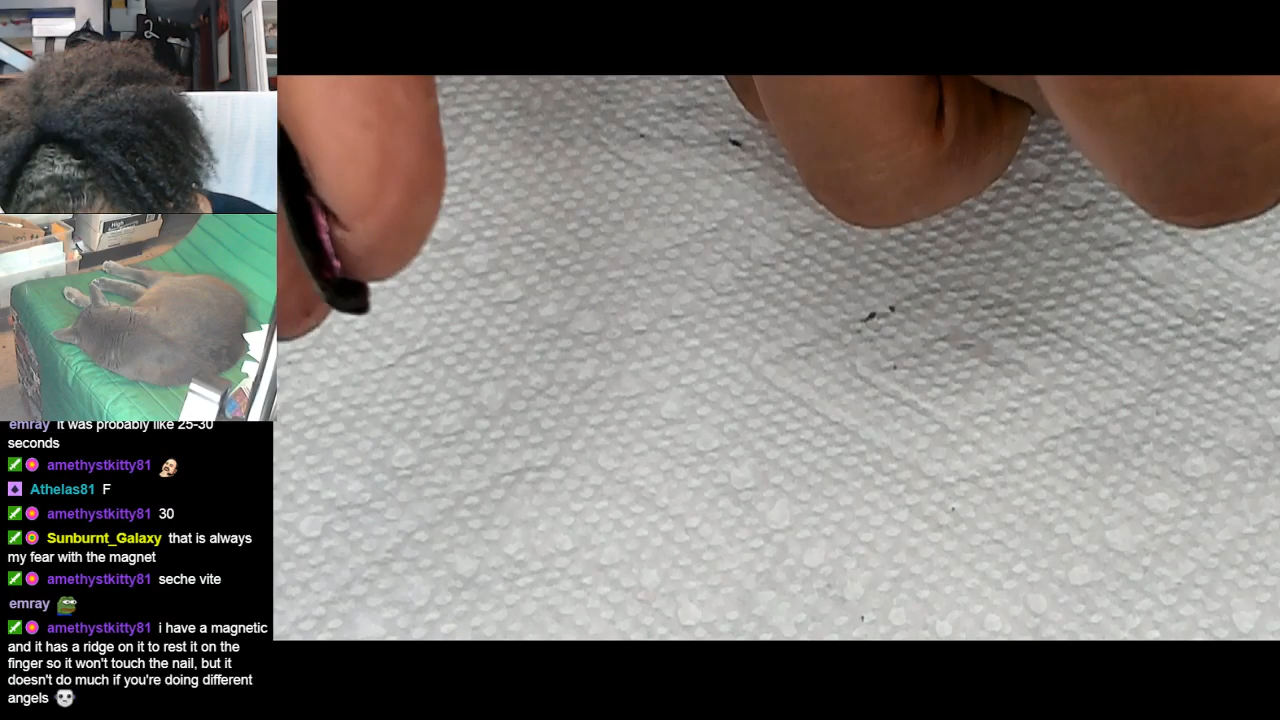 2
High
emray it was probably like 25-30
seconds
amethystkitty81
Athelas81 F
amethystkitty81 30
Sunburnt_Galaxy that is always
my fear with the magnet
amethystkitty81 seche vite
emray
amethystkitty81 i have a magnetic
and it has a ridge on it to rest it on the
finger so it won't touch the nail, but it
doesn't do much if you're doing different
angels